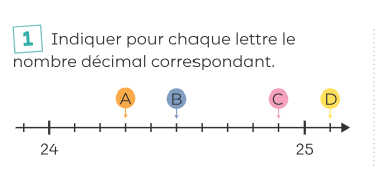 1 Indiquer pour chaque lettre le
nombre décimal correspondant.
A B C D
24 25